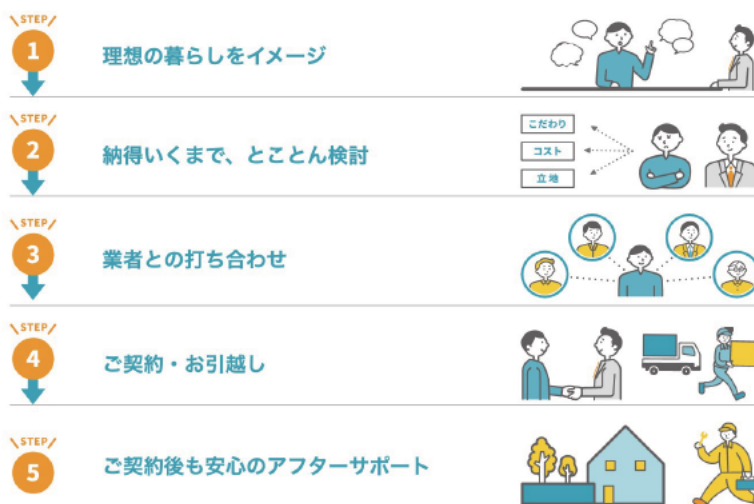 STEP
1
理想の暮らしをイメージ
STEP
2
納得いくまで、とことん検討
こだわり
コスト
立地
STEP
3
業者との打ち合わせ
STEP
4
ご契約・お引越し
STEP
5
ご契約後も安心のアフターサポート